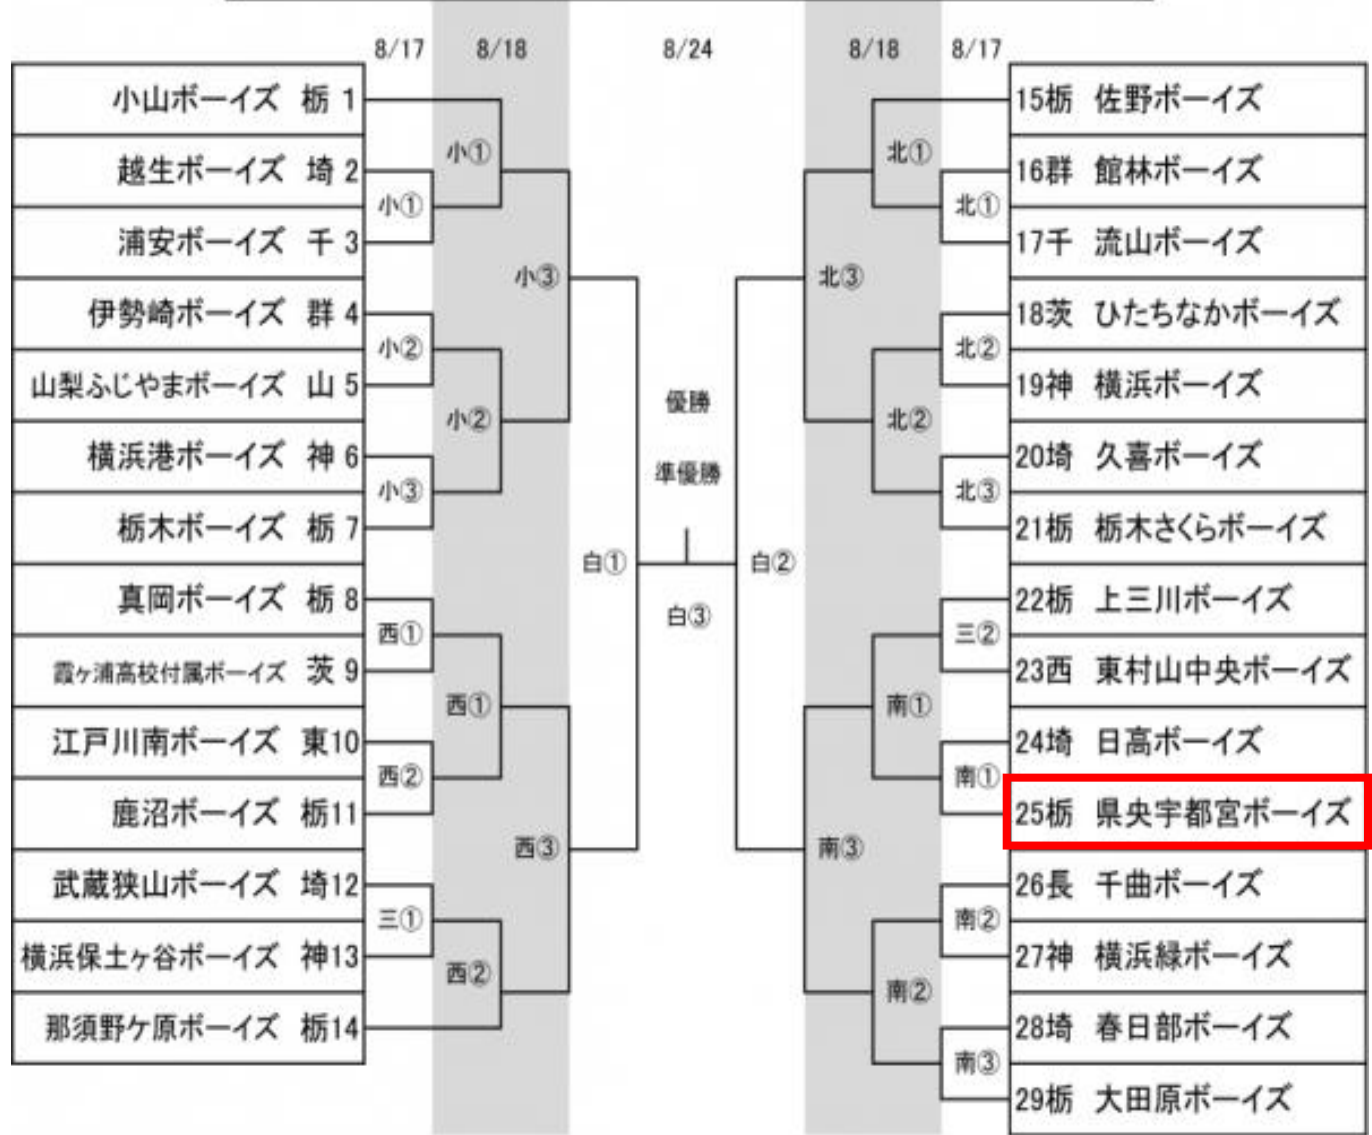 8/17 8/18 8/24 8/18 8/17
小山ボーイズ 栃 1
越生ボーイズ 埼 2
浦安ボーイズ 千 3
伊勢崎ボーイズ 群 4
山梨ふじやまボーイズ 山 5
横浜港ボーイズ 神 6
栃木ボーイズ 栃 7
真岡ボーイズ 栃 8
霞ヶ浦高校付属ボーイズ 茨 9
江戸川南ボーイズ 東10
鹿沼ボーイズ 栃11
武蔵狭山ボーイズ 埼12
横浜保土ヶ谷ボーイズ 神13
那須野ケ原ボーイズ 栃14
小①
小②
小③
西①
西②
三①
小①
小②
西①
西②
小③
西③
白①
優勝
準優勝
白③
白②
北③
南③
北①
北②
南①
南②
北①
北②
北③
三②
南①
南②
南③
15栃 佐野ボーイズ
16群 館林ボーイズ
17千 流山ボーイズ
18茨 ひたちなかボーイズ
19神 横浜ボーイズ
20埼 久喜ボーイズ
21栃 栃木さくらボーイズ
22栃 上三川ボーイズ
23西 東村山中央ボーイズ
24埼 日高ボーイズ
25栃 県央宇都宮ボーイズ
26長 千曲ボーイズ
27神 横浜緑ボーイズ
28埼 春日部ボーイズ
29栃 大田原ボーイズ